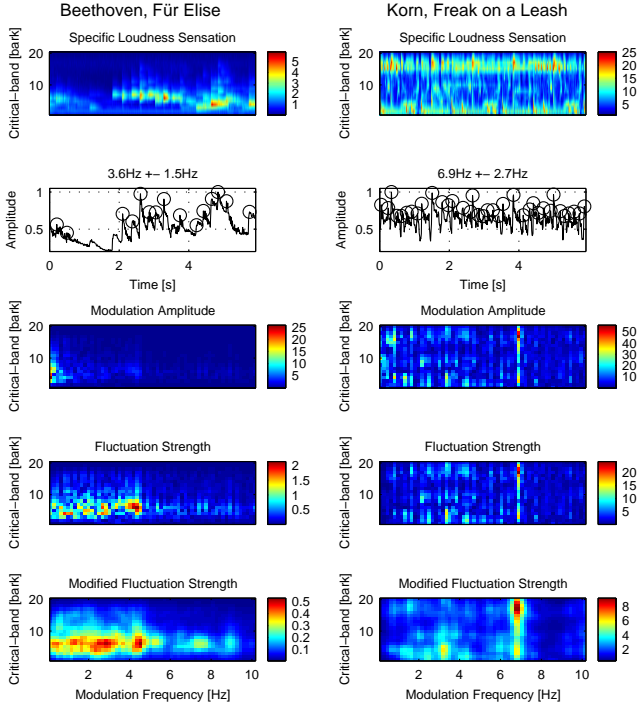 Beethoven, Für Elise
Specific Loudness Sensation
Critical−band [bark]
20
10
5
4
3
2
1
3.6Hz +− 1.5Hz
Amplitude
1
0.5
0 2 4
Time [s]
Modulation Amplitude
Critical−band [bark]
20
10
25
20
15
10
5
Fluctuation Strength
Critical−band [bark]
20
10
2
1.5
1
0.5
Modified Fluctuation Strength
Critical−band [bark]
20
10
0.5
0.4
0.3
0.2
0.1
2 4 6 8 10
Modulation Frequency [Hz]
Korn, Freak on a Leash
Specific Loudness Sensation
Critical−band [bark]
20
10
25
20
15
10
5
6.9Hz +− 2.7Hz
Amplitude
1
0.5
0 2 4
Time [s]
Modulation Amplitude
Critical−band [bark]
20
10
50
40
30
20
10
Fluctuation Strength
Critical−band [bark]
20
10
20
15
10
5
Modified Fluctuation Strength
Critical−band [bark]
20
10
8
6
4
2
2 4 6 8 10
Modulation Frequency [Hz]